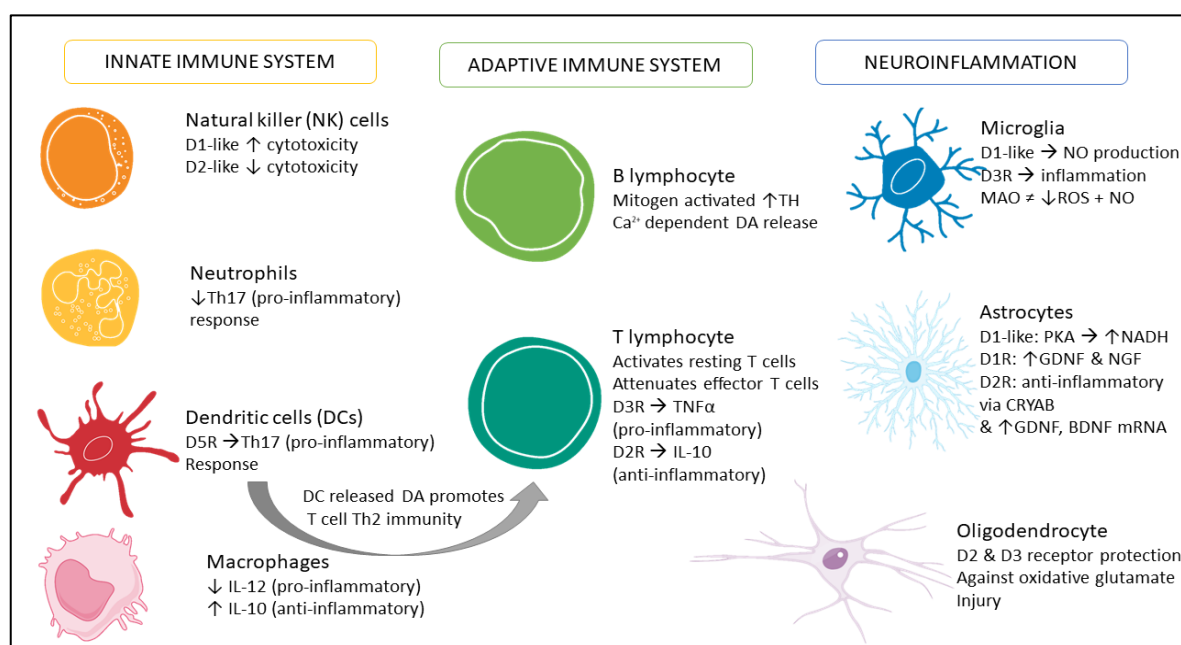 INNATE IMMUNE SYSTEM
Natural killer (NK) cells
D1-like ↑ cytotoxicity
D2-like ↓ cytotoxicity
Neutrophils
↓Th17 (pro-inflammatory)
response
Dendritic cells (DCs)
D5R →Th17 (pro-inflammatory)
Response
DC released DA promotes
T cell Th2 immunity
Macrophages
↓ IL-12 (pro-inflammatory)
↑ IL-10 (anti-inflammatory)
ADAPTIVE IMMUNE SYSTEM
B lymphocyte
Mitogen activated ↑TH
Ca²⁺ dependent DA release
T lymphocyte
Activates resting T cells
Attenuates effector T cells
D3R → TNFα
(pro-inflammatory)
D2R → IL-10
(anti-inflammatory)
NEUROINFLAMMATION
Microglia
D1-like → NO production
D3R → inflammation
MAO ≠ ↓ROS + NO
Astrocytes
D1-like: PKA → ↑NADH
D1R: ↑GDNF & NGF
D2R: anti-inflammatory
via CRYAB
& ↑GDNF, BDNF mRNA
Oligodendrocyte
D2 & D3 receptor protection
Against oxidative glutamate
Injury